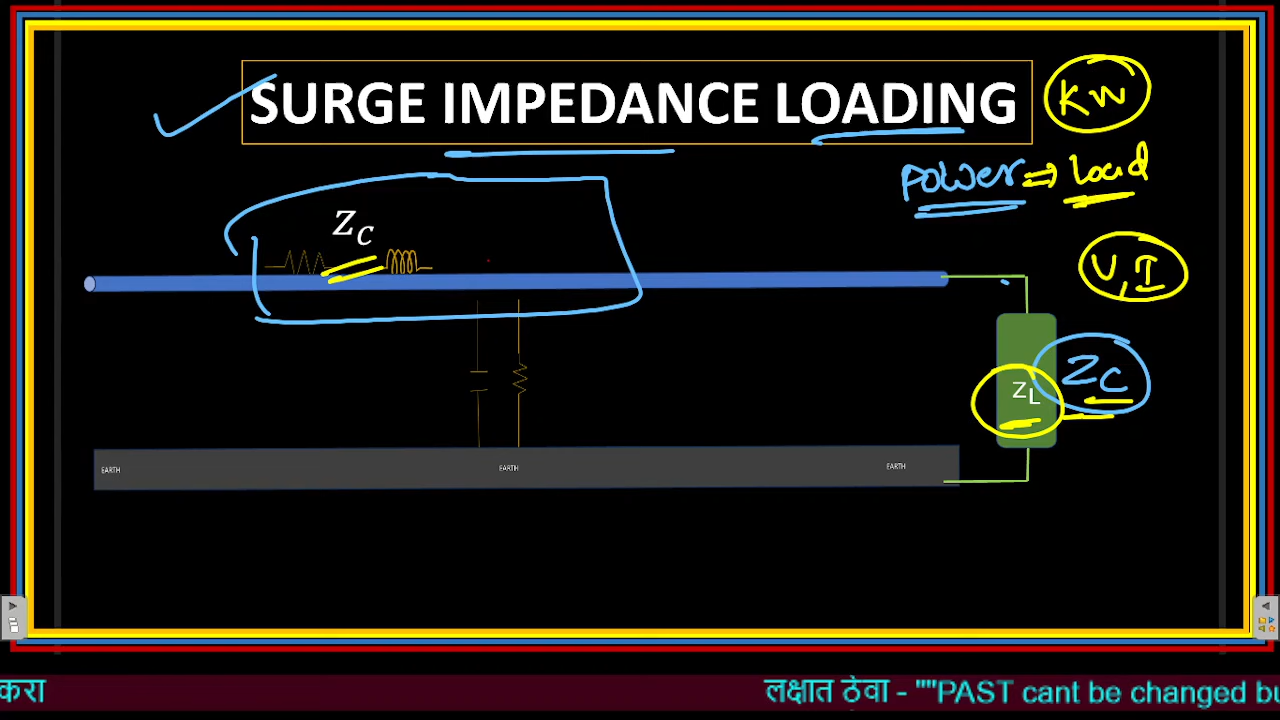 SURGE IMPEDANCE LOADING
KW
power ⇒ load
Z_C
V, I
Z_L
Z_C
EARTH EARTH EARTH
करा लक्षात ठेवा - ""PAST cant be changed bu